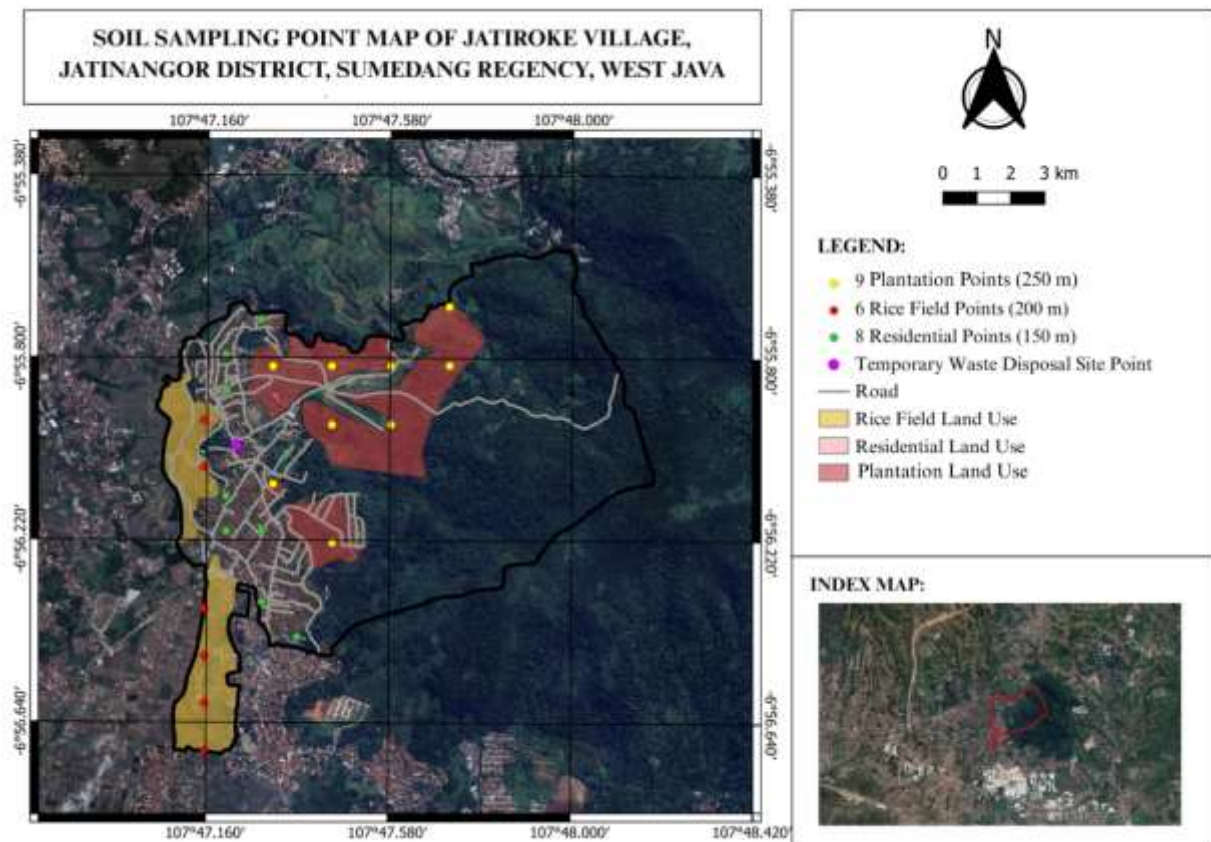 SOIL SAMPLING POINT MAP OF JATIROKE VILLAGE,
JATINANGOR DISTRICT, SUMEDANG REGENCY, WEST JAVA
107°47.160' 107°47.580' 107°48.000'
-6°55.380' -6°55.380'
-6°55.800' -6°55.800'
-6°56.220' -6°56.220'
-6°56.640' -6°56.640'
107°47.160' 107°47.580' 107°48.000' 107°48.420'
N
0 1 2 3 km
LEGEND:
9 Plantation Points (250 m)
6 Rice Field Points (200 m)
8 Residential Points (150 m)
Temporary Waste Disposal Site Point
Road
Rice Field Land Use
Residential Land Use
Plantation Land Use
INDEX MAP: